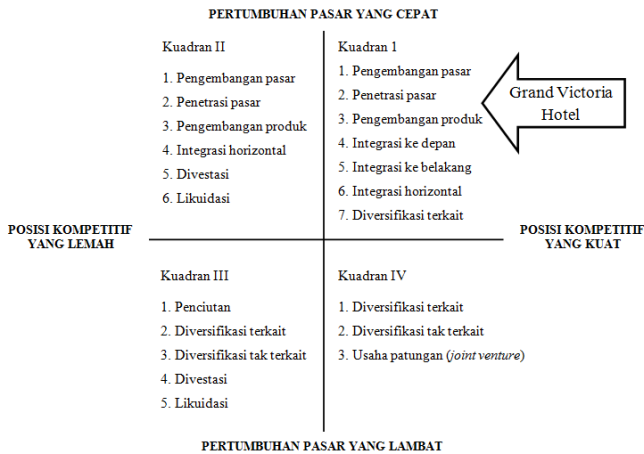 PERTUMBUHAN PASAR YANG CEPAT
Kuadran II
1. Pengembangan pasar
2. Penetrasi pasar
3. Pengembangan produk
4. Integrasi horizontal
5. Divestasi
6. Likuidasi
Kuadran 1
1. Pengembangan pasar
2. Penetrasi pasar
3. Pengembangan produk
4. Integrasi ke depan
5. Integrasi ke belakang
6. Integrasi horizontal
7. Diversifikasi terkait
Grand Victoria
Hotel
POSISI KOMPETITIF
YANG LEMAH
POSISI KOMPETITIF
YANG KUAT
Kuadran III
1. Penciutan
2. Diversifikasi terkait
3. Diversifikasi tak terkait
4. Divestasi
5. Likuidasi
Kuadran IV
1. Diversifikasi terkait
2. Diversifikasi tak terkait
3. Usaha patungan (joint venture)
PERTUMBUHAN PASAR YANG LAMBAT